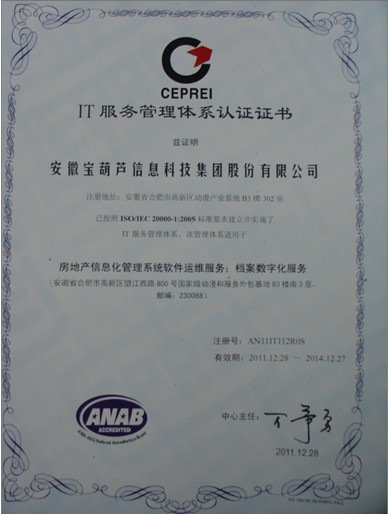 CEPREI
IT服务管理体系认证证书
兹证明
安徽宝葫芦信息科技集团股份有限公司
注册地址：安徽省合肥市高新区动漫产业基地B3楼302室
已按照ISO/IEC 20000-1:2005标准要求建立并实施了
IT服务管理体系，该管理体系适用于
房地产信息化管理系统软件运维服务；档案数字化服务
(安徽省合肥市高新区望江西路800号国家级动漫和服务外包基地B3楼南3层，
邮编：230088)
注册号：AN11IT112R0S
有效期：2011.12.28 — 2014.12.27
ANAB
ACCREDITED
中心主任：
2011.12.28